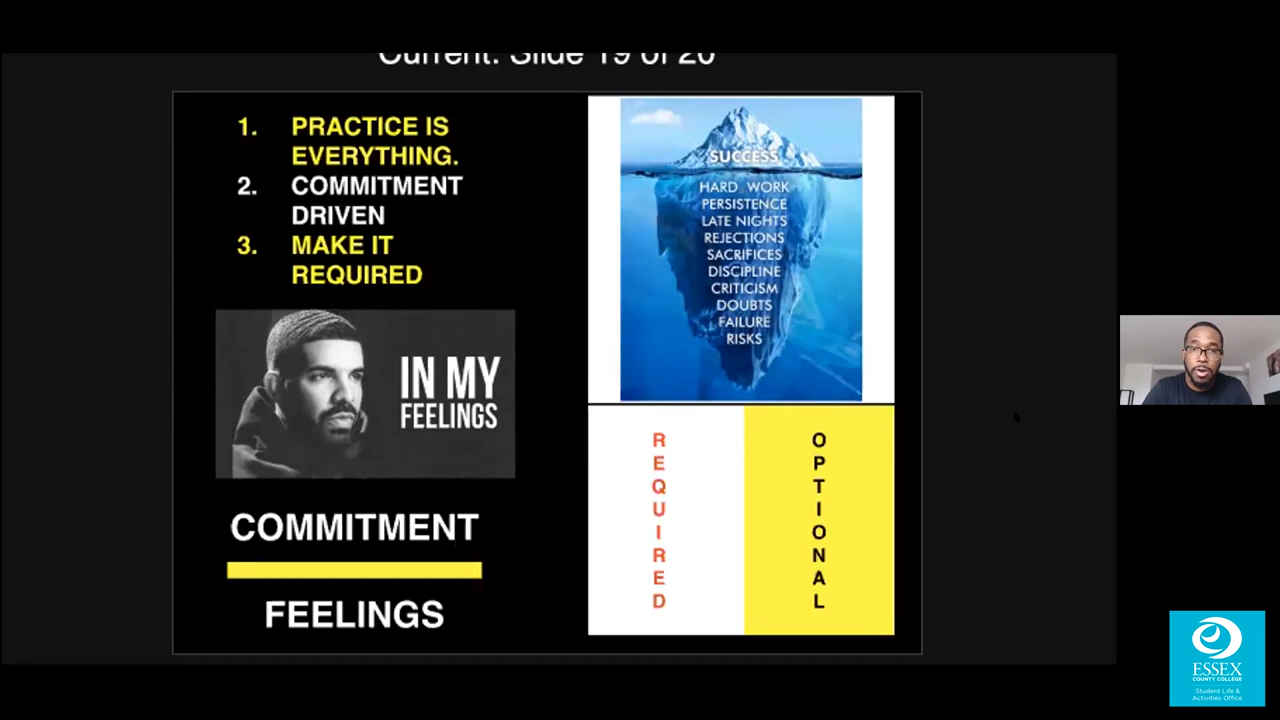 Current: Slide 19 of 20
1. PRACTICE IS
EVERYTHING.
2. COMMITMENT
DRIVEN
3. MAKE IT
REQUIRED
IN MY
FEELINGS
COMMITMENT
FEELINGS
SUCCESS
HARD WORK
PERSISTENCE
LATE NIGHTS
REJECTIONS
SACRIFICES
DISCIPLINE
CRITICISM
DOUBTS
FAILURE
RISKS
REQUIRED
OPTIONAL
ESSEX
COUNTY COLLEGE
Student Life &
Activities Office